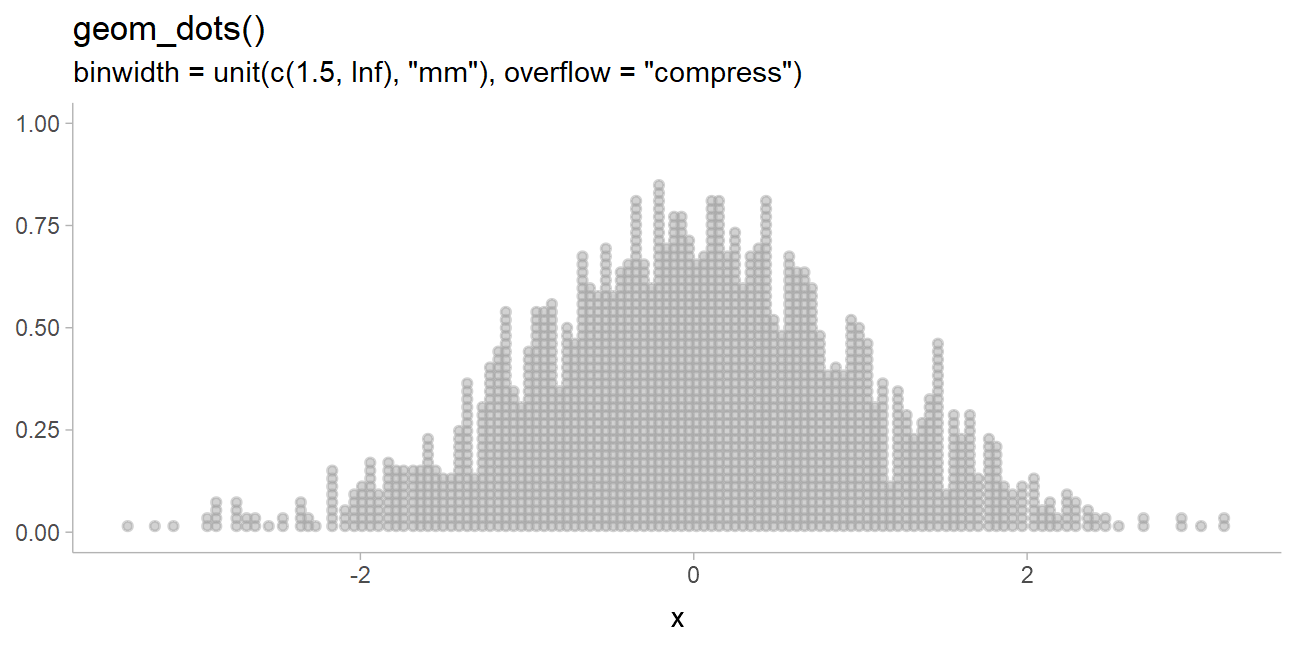 geom_dots()
binwidth = unit(c(1.5, Inf), "mm"), overflow = "compress")
1.00
0.75
0.50
0.25
0.00
-2 0 2
x